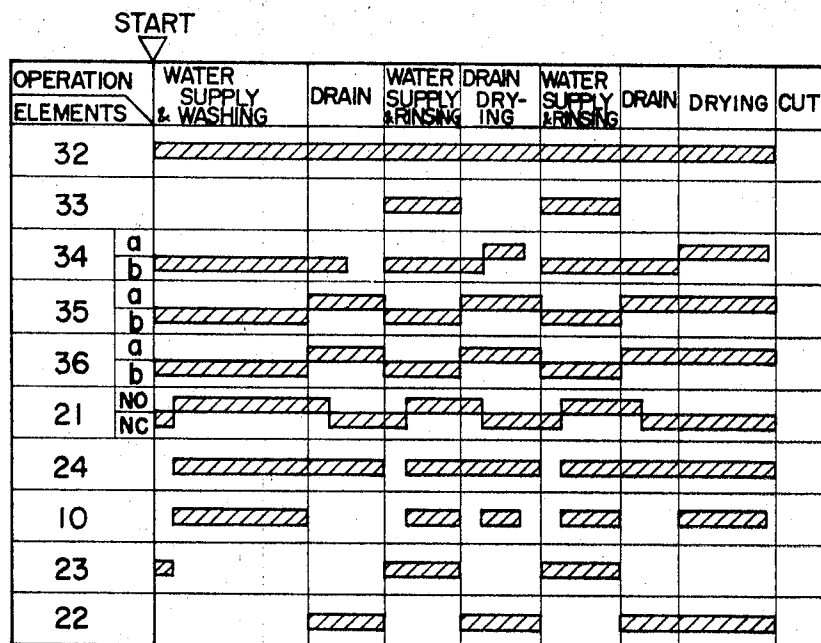 START
OPERATION
ELEMENTS
WATER
SUPPLY
& WASHING
DRAIN
WATER
SUPPLY
&RINSING
DRAIN
DRY-
ING
WATER
SUPPLY
&RINSING
DRAIN
DRYING
CUT
32
33
34
a
b
35
a
b
36
a
b
21
NO
NC
24
10
23
22